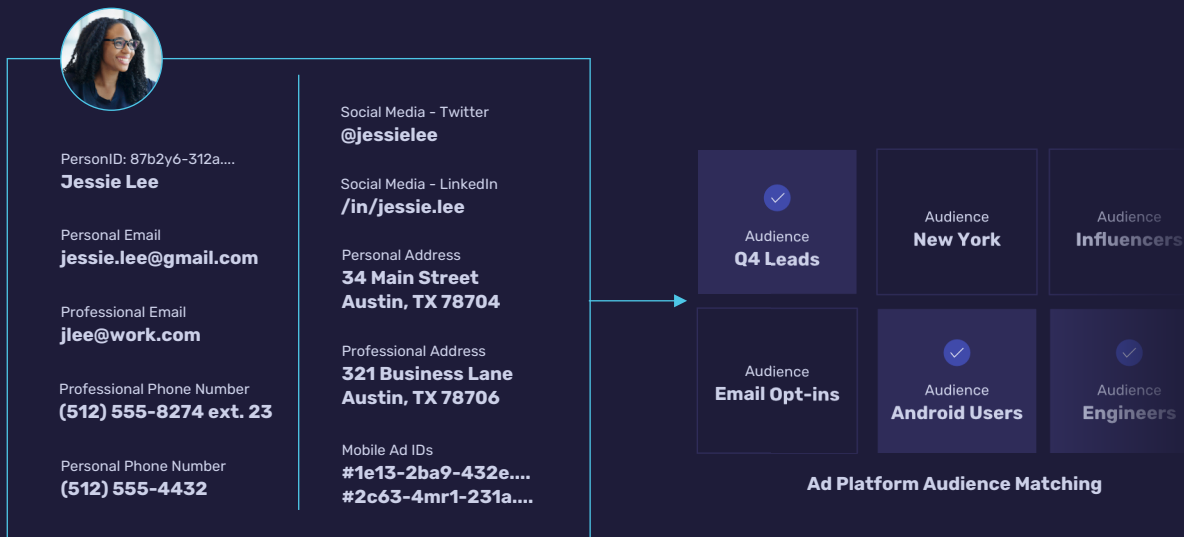 PersonID: 87b2y6-312a....
Jessie Lee
Personal Email
jessie.lee@gmail.com
Professional Email
jlee@work.com
Professional Phone Number
(512) 555-8274 ext. 23
Personal Phone Number
(512) 555-4432
Social Media - Twitter
@jessielee
Social Media - LinkedIn
/in/jessie.lee
Personal Address
34 Main Street
Austin, TX 78704
Professional Address
321 Business Lane
Austin, TX 78706
Mobile Ad IDs
#1e13-2ba9-432e....
#2c63-4mr1-231a....
Audience
Q4 Leads
Audience
New York
Audience
Influencers
Audience
Email Opt-ins
Audience
Android Users
Audience
Engineers
Ad Platform Audience Matching